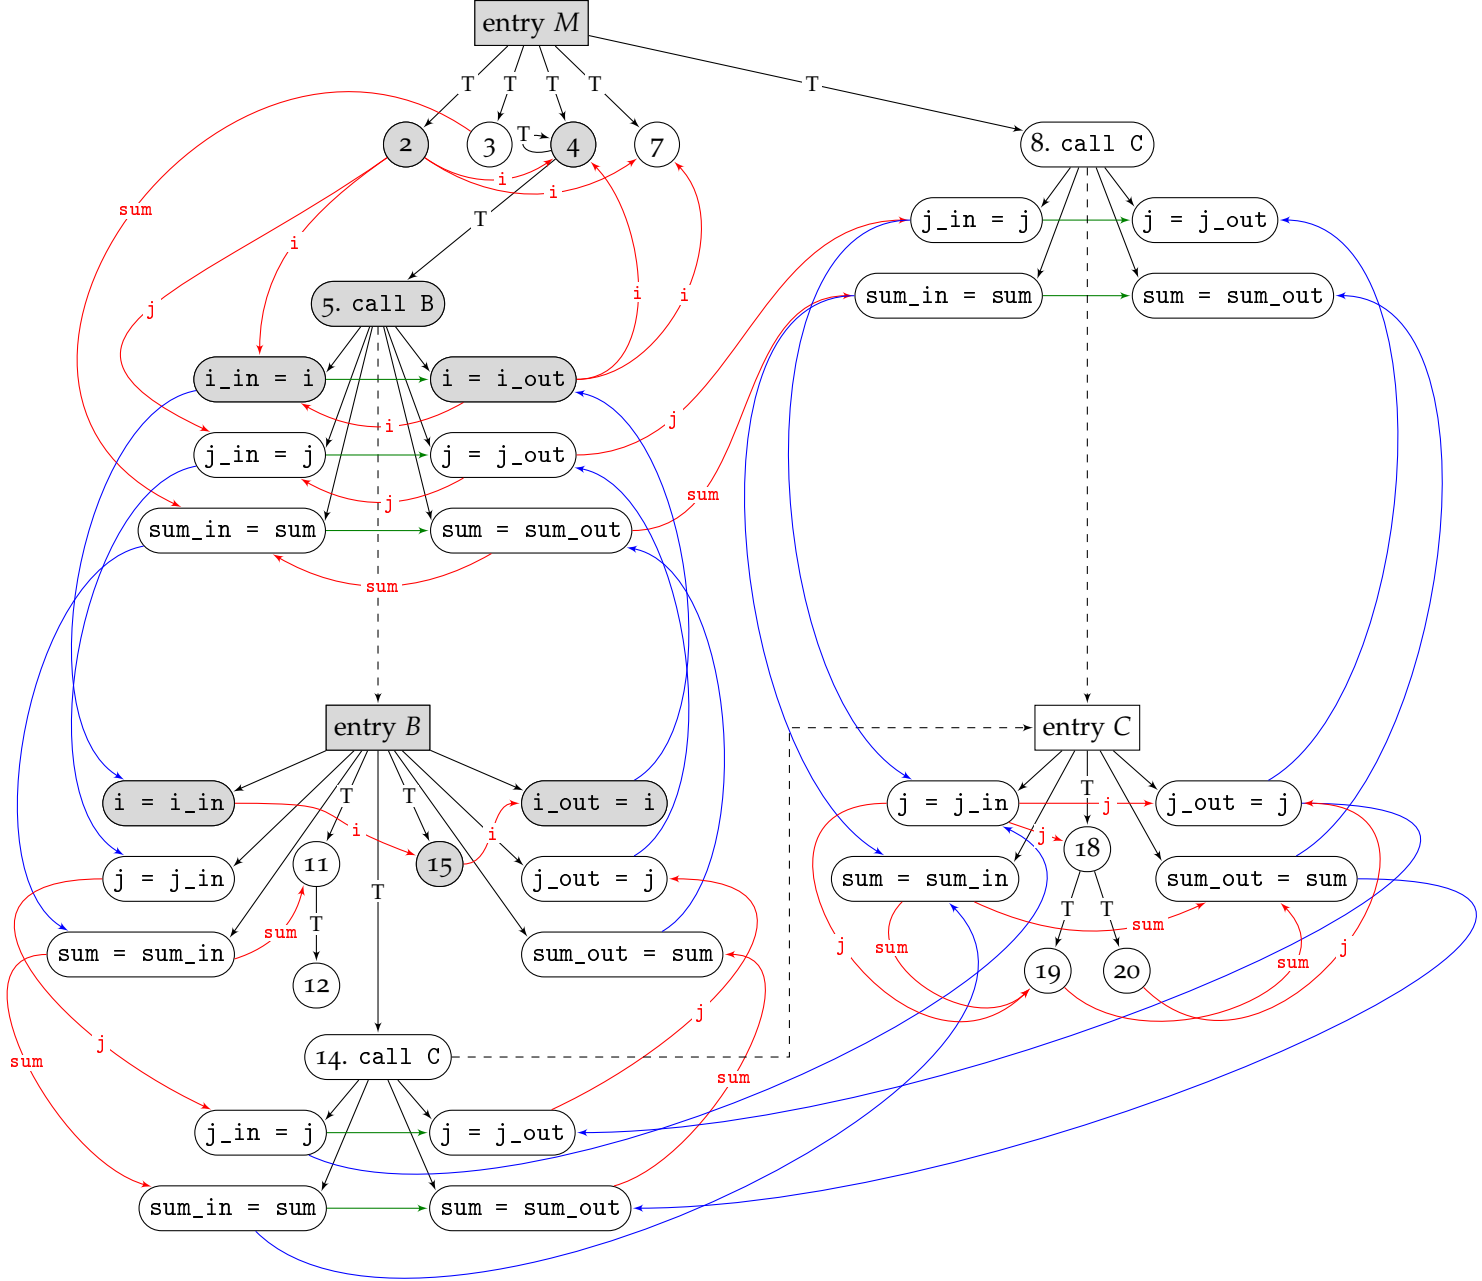 entry M
T
T
T
T
T
2
3
T
4
7
8. call C
i
i
sum
j_in = j
j = j_out
T
i
sum_in = sum
sum = sum_out
j
5. call B
i
i
i_in = i
i = i_out
i
j
j_in = j
j = j_out
j
sum
sum_in = sum
sum = sum_out
sum
entry B
entry C
T
T
T
i = i_in
i_out = i
j = j_in
j
j_out = j
i
i
j
11
15
18
j = j_in
j_out = j
sum = sum_in
sum_out = sum
T
T
T
T
sum
sum
j
sum
sum
j
sum = sum_in
sum_out = sum
12
19
20
j
j
14. call C
sum
sum
j_in = j
j = j_out
sum_in = sum
sum = sum_out